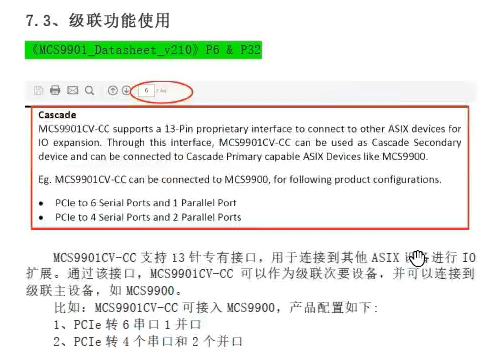 7.3、级联功能使用
《MCS9901_Datasheet_v210》P6 & P32
6
Cascade
MCS9901CV-CC supports a 13-Pin proprietary interface to connect to other ASIX devices for
IO expansion. Through this interface, MCS9901CV-CC can be used as Cascade Secondary
device and can be connected to Cascade Primary capable ASIX Devices like MCS9900.
Eg. MCS9901CV-CC can be connected to MCS9900, for following product configurations.
• PCIe to 6 Serial Ports and 1 Parallel Port
• PCIe to 4 Serial Ports and 2 Parallel Ports
MCS9901CV-CC 支持 13 针专有接口，用于连接到其他 ASIX 设备进行 IO
扩展。通过该接口，MCS9901CV-CC 可以作为级联次要设备，并可以连接到
级联主设备，如 MCS9900。
比如：MCS9901CV-CC 可接入 MCS9900，产品配置如下:
1、PCIe 转 6 串口 1 并口
2、PCIe 转 4 个串口和 2 个并口